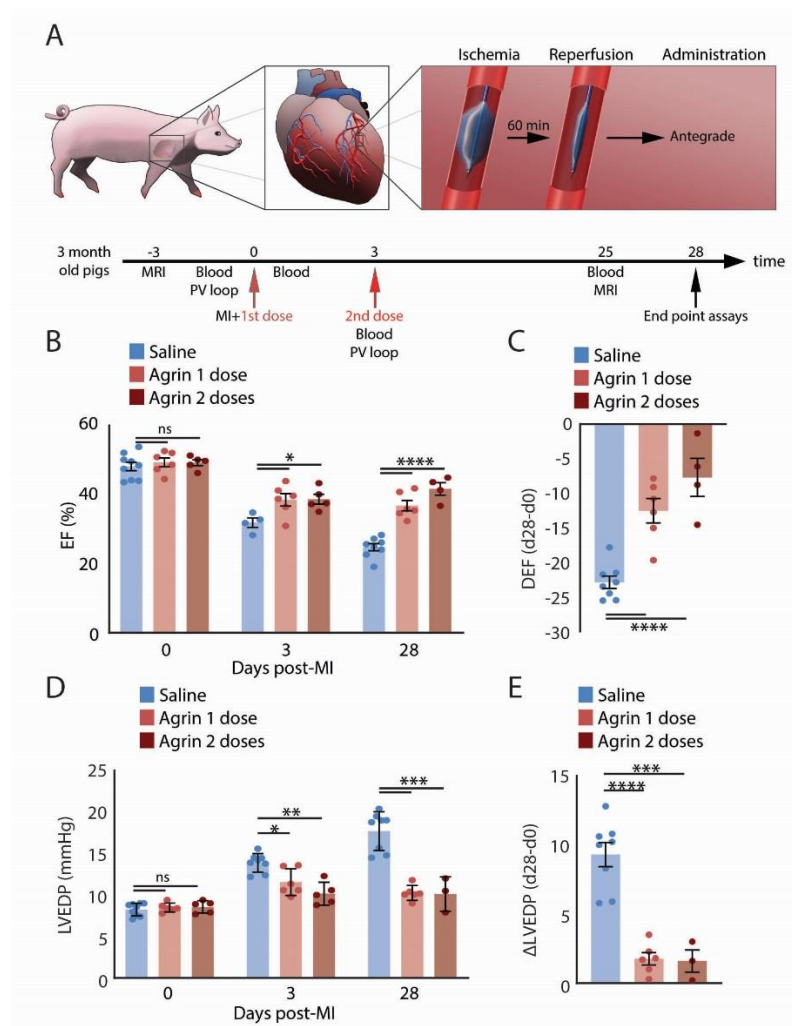 A
Ischemia Reperfusion Administration
60 min
Antegrade
3 month old pigs
-3 0 3 25 28 time
MRI Blood PV loop Blood Blood MRI
MI+1st dose 2nd dose Blood PV loop End point assays
B
Saline
Agrin 1 dose
Agrin 2 doses
EF (%)
60
40
20
0
ns
*
****
0 3 28
Days post-MI
C
Saline
Agrin 1 dose
Agrin 2 doses
DEF (d28-d0)
0
-5
-10
-15
-20
-25
-30
****
D
Saline
Agrin 1 dose
Agrin 2 doses
LVEDP (mmHg)
25
20
15
10
5
0
ns
**
*
***
0 3 28
Days post-MI
E
Saline
Agrin 1 dose
Agrin 2 doses
ΔLVEDP (d28-d0)
15
10
5
0
***
****